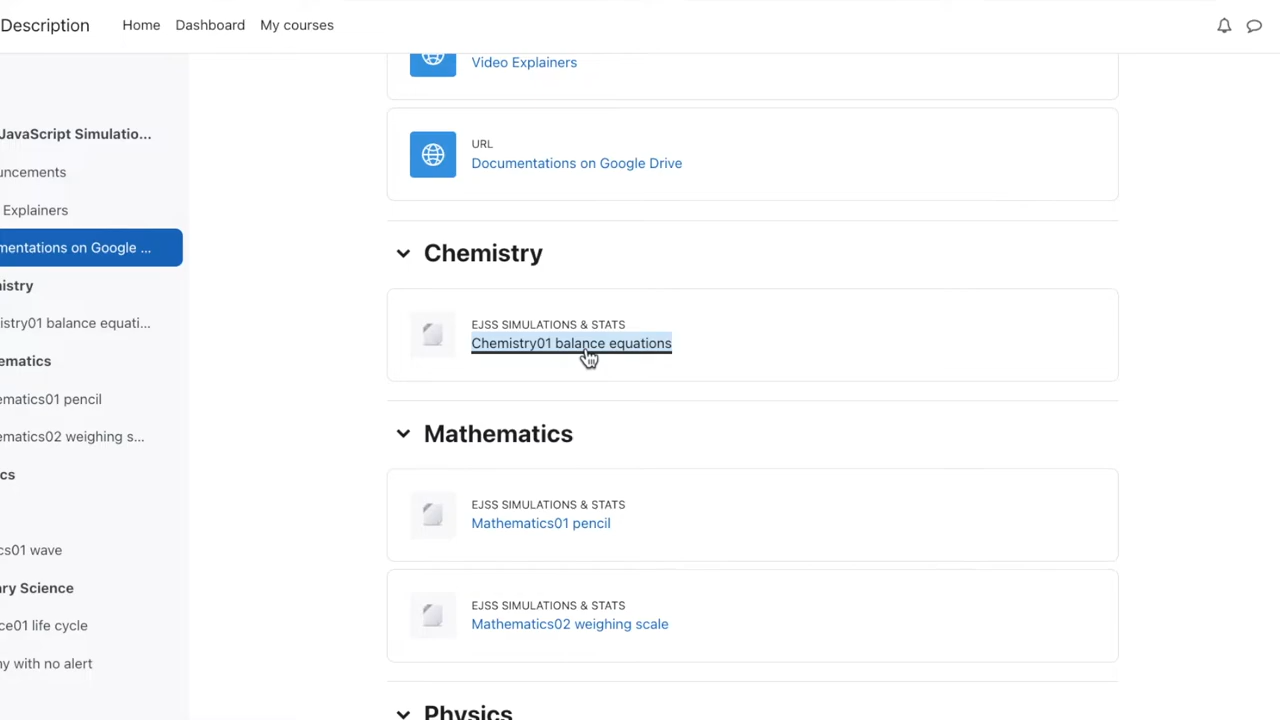 Description
Home
Dashboard
My courses
JavaScript Simulatio...
uncements
Explainers
mentations on Google ...
istry
istry01 balance equati...
ematics
ematics01 pencil
ematics02 weighing s...
cs
cs01 wave
ary Science
ce01 life cycle
ny with no alert
Video Explainers
URL
Documentations on Google Drive
Chemistry
EJSS SIMULATIONS & STATS
Chemistry01 balance equations
Mathematics
EJSS SIMULATIONS & STATS
Mathematics01 pencil
EJSS SIMULATIONS & STATS
Mathematics02 weighing scale
Physics